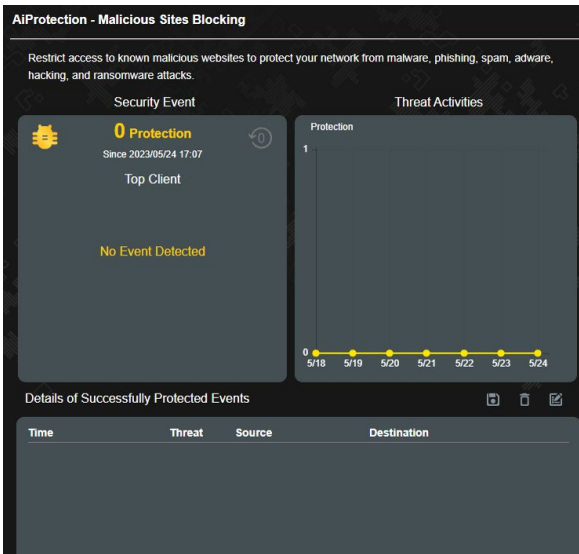 AiProtection - Malicious Sites Blocking
Restrict access to known malicious websites to protect your network from malware, phishing, spam, adware,
hacking, and ransomware attacks.
Security Event
0 Protection
Since 2023/05/24 17:07
0
Top Client
No Event Detected
Threat Activities
Protection
1
0
5/18 5/19 5/20 5/21 5/22 5/23 5/24
Details of Successfully Protected Events
Time Threat Source Destination